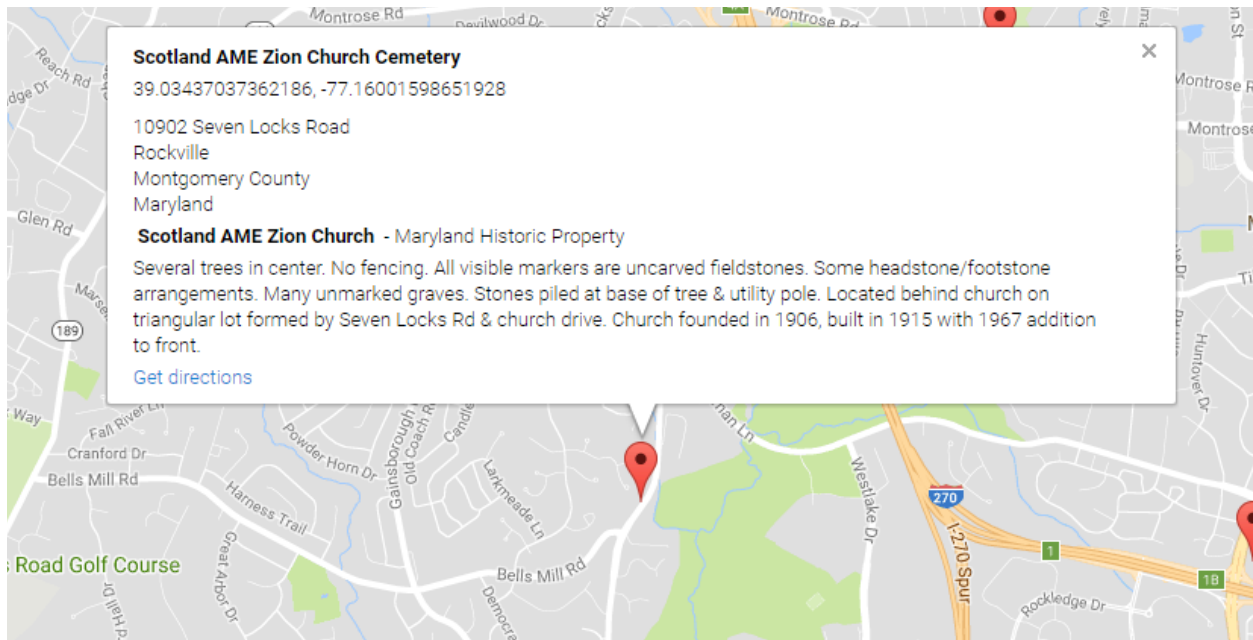 Montrose Rd
Devilwood Dr
Montrose Rd
Reach Rd
Scotland AME Zion Church Cemetery
×
39.03437037362186, -77.16001598651928
10902 Seven Locks Road
Rockville
Montgomery County
Maryland
Scotland AME Zion Church - Maryland Historic Property
Several trees in center. No fencing. All visible markers are uncarved fieldstones. Some headstone/footstone
arrangements. Many unmarked graves. Stones piled at base of tree & utility pole. Located behind church on
triangular lot formed by Seven Locks Rd & church drive. Church founded in 1906, built in 1915 with 1967 addition
to front.
Get directions
Montrose R
Montrose
Glen Rd
189
Huntover Dr
Way
Fall River Ln
Cranford Dr
Bells Mill Rd
Powder Horn Dr
Gainsborough
Old Coach R
Candle
Larkmeade Ln
Harness Trail
Great Arbor Dr
Westlake Dr
270
I-270 Spur
1
1B
Road Golf Course
Bells Mill Rd
Democra
Rockledge Dr